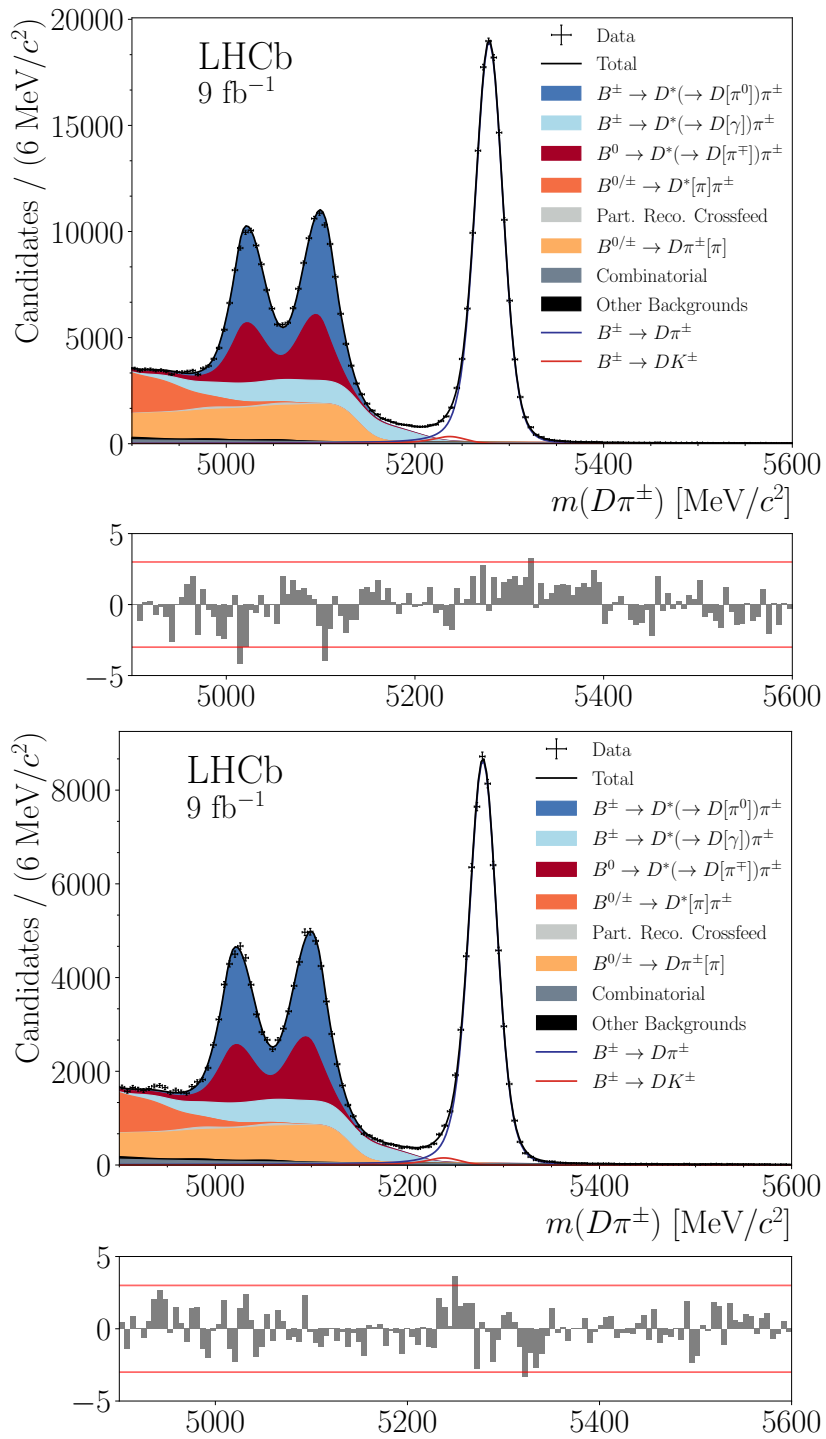 20000
17500
15000
12500
10000
7500
5000
2500
0
Candidates / (6 MeV/c²)
LHCb
9 fb⁻¹
Data
Total
B± → D*(→ D[π⁰])π±
B± → D*(→ D[γ])π±
B⁰ → D*(→ D[π∓])π±
B⁰/± → D*[π]π±
Part. Reco. Crossfeed
B⁰/± → Dπ±[π]
Combinatorial
Other Backgrounds
B± → Dπ±
B± → DK±
5000 5200 5400 5600
m(Dπ±) [MeV/c²]
5
0
−5
5000 5200 5400 5600
8000
6000
4000
2000
0
Candidates / (6 MeV/c²)
LHCb
9 fb⁻¹
Data
Total
B± → D*(→ D[π⁰])π±
B± → D*(→ D[γ])π±
B⁰ → D*(→ D[π∓])π±
B⁰/± → D*[π]π±
Part. Reco. Crossfeed
B⁰/± → Dπ±[π]
Combinatorial
Other Backgrounds
B± → Dπ±
B± → DK±
5000 5200 5400 5600
m(Dπ±) [MeV/c²]
5
0
−5
5000 5200 5400 5600